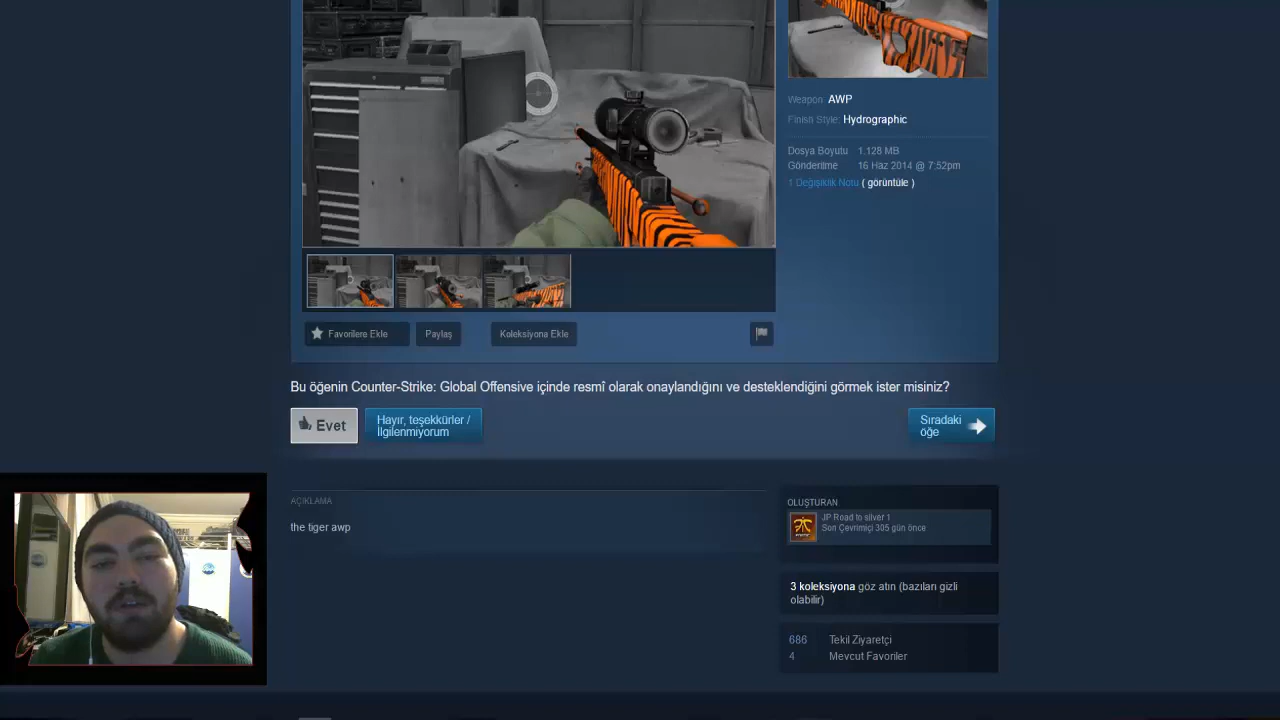 Weapon: AWP
Finish Style: Hydrographic
Dosya Boyutu 1.128 MB
Gönderilme 16 Haz 2014 @ 7:52pm
1 Değişiklik Notu ( görüntüle )
Favorilere Ekle
Paylaş
Koleksiyona Ekle
Bu öğenin Counter-Strike: Global Offensive içinde resmî olarak onaylandığını ve desteklendiğini görmek ister misiniz?
Evet
Hayır, teşekkürler /
İlgilenmiyorum
Sıradaki
öğe
AÇIKLAMA
the tiger awp
OLUŞTURAN
JP Road to silver 1
Son Çevrimiçi 305 gün önce
3 koleksiyona göz atın (bazıları gizli
olabilir)
686 Tekil Ziyaretçi
4 Mevcut Favoriler